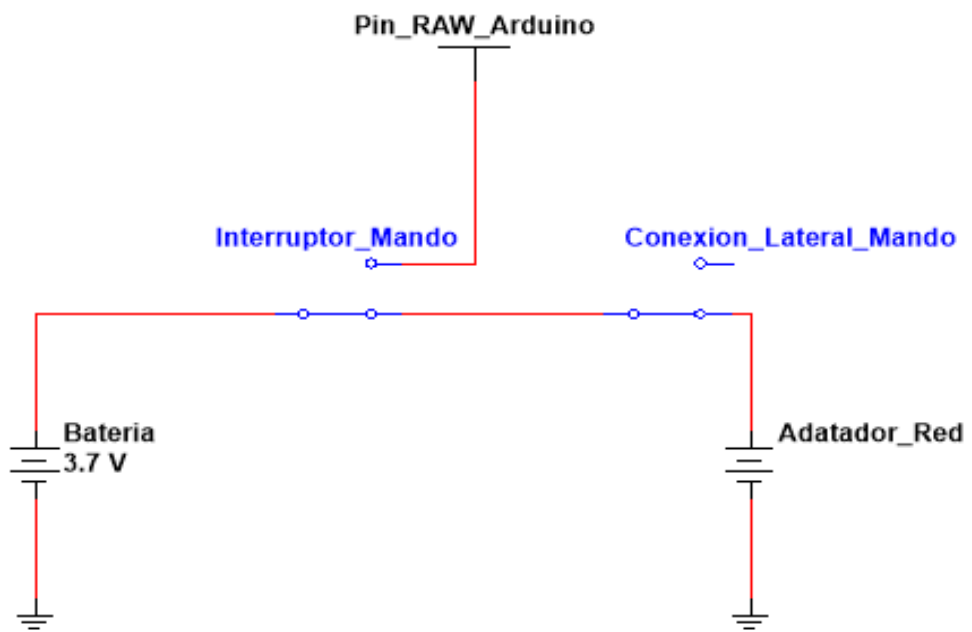 Pin_RAW_Arduino
Interruptor_Mando
Conexion_Lateral_Mando
Bateria
3.7 V
Adatador_Red